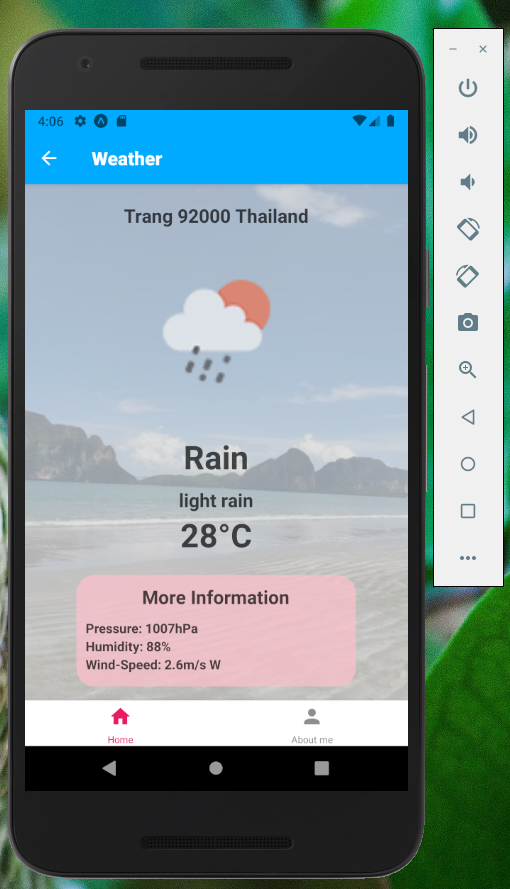 4:06
Weather
Trang 92000 Thailand
Rain
light rain
28°C
More Information
Pressure: 1007hPa
Humidity: 88%
Wind-Speed: 2.6m/s W
Home
About me